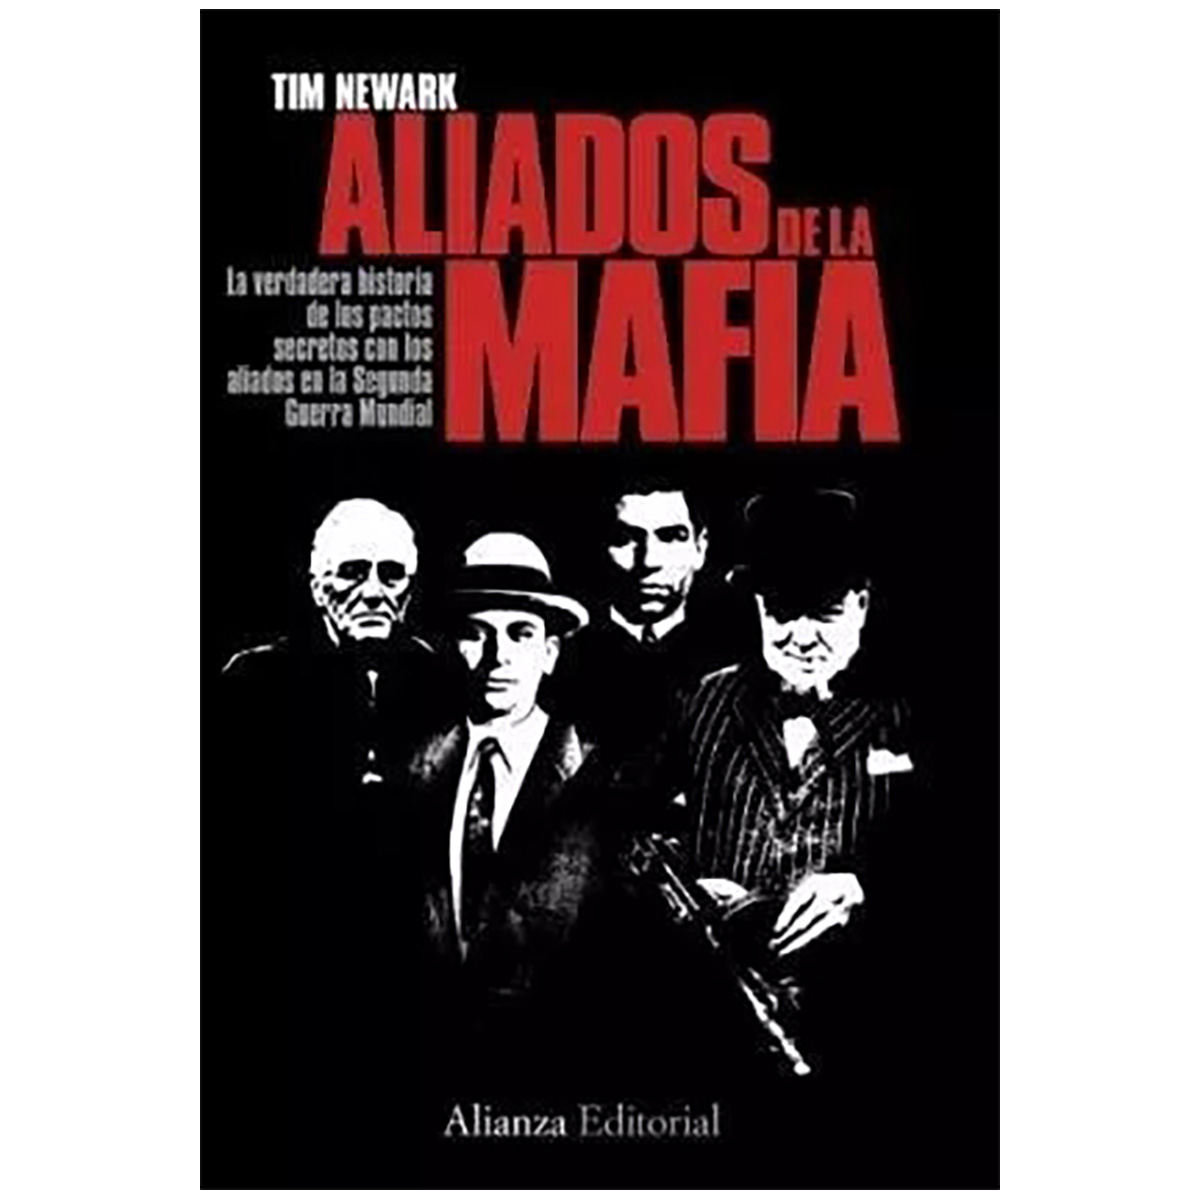 TIM NEWARK
ALIADOS
DE LA
MAFIA
La verdadera historia
de los pactos
secretos con los
aliados en la Segunda
Guerra Mundial
Alianza Editorial